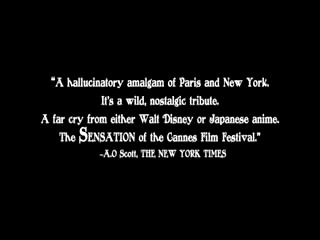 “A hallucinatory amalgam of Paris and New York.
It’s a wild, nostalgic tribute.
A far cry from either Walt Disney or Japanese anime.
The SENSATION of the Cannes Film Festival.”
-A.O Scott, THE NEW YORK TIMES